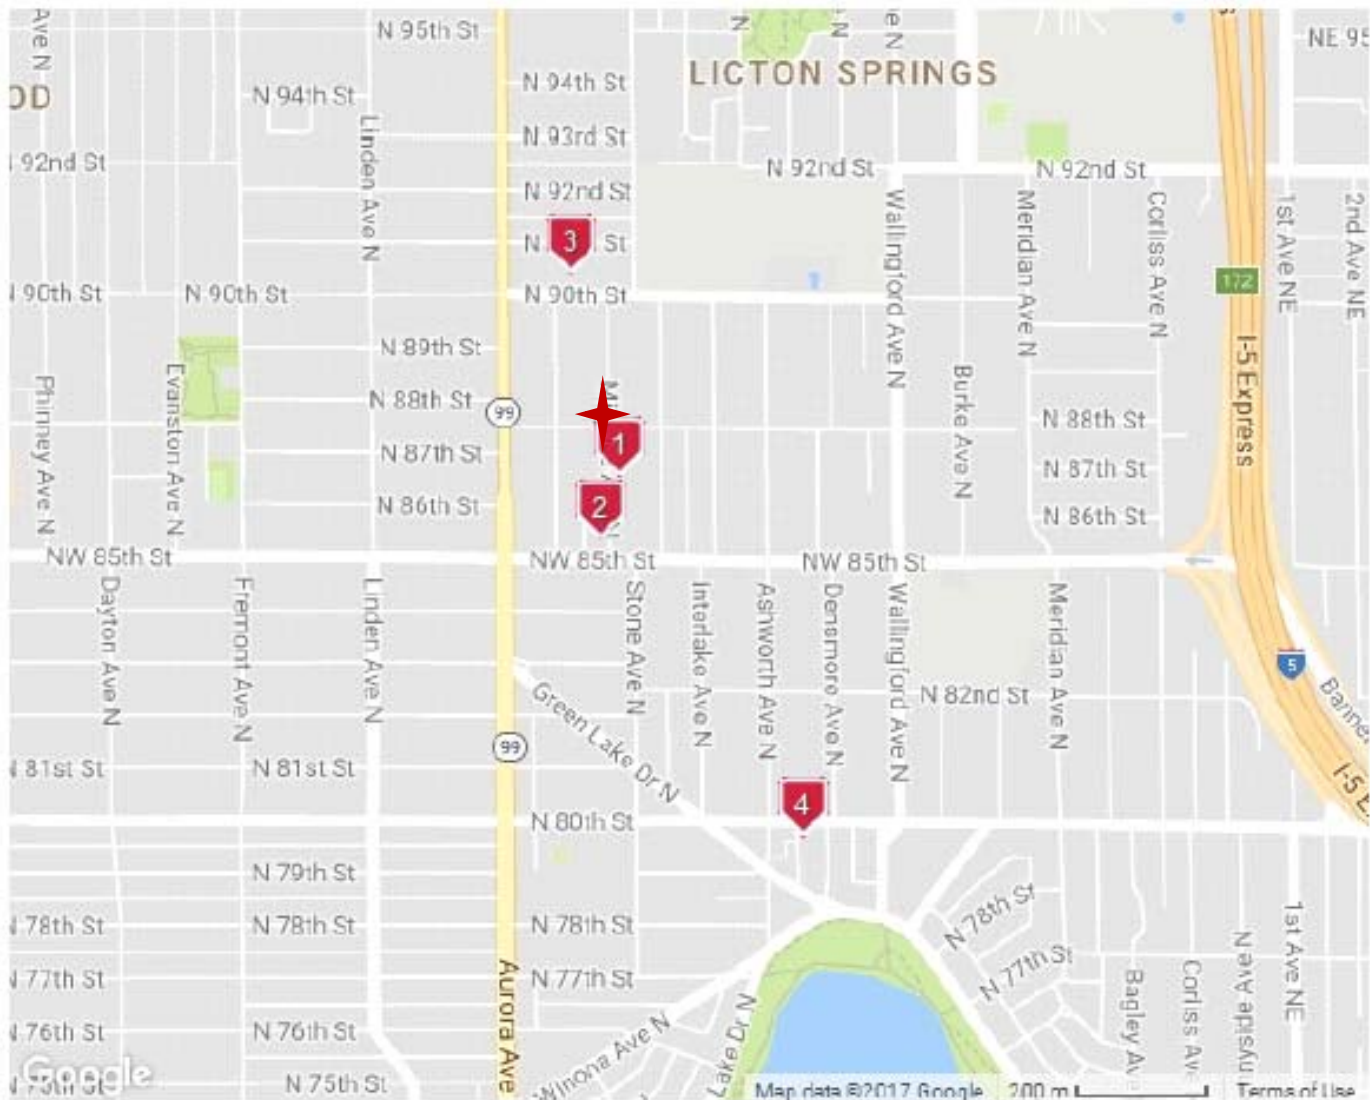 Ave N
N 95th St
N
N
e N
s
NE 95
LICTON SPRINGS
N 94th St
N 94th St
OD
Linden Ave N
N 93rd St
92nd St
N 92nd St
N 92nd St
N 92nd St
Wallingford Ave N
Meridian Ave N
Corliss Ave N
1st Ave NE
2nd Ave NE
N
3
St
172
N 90th St
N 90th St
N 90th St
N 89th St
I-5 Express
Phinney Ave N
Evanston Ave N
N 88th St
99
Burke Ave N
N 88th St
1
N 87th St
N 87th St
N 86th St
2
N 86th St
NW 85th St
NW 85th St
NW 85th St
Dayton Ave N
Fremont Ave N
Linden Ave N
Stone Ave N
Interlake Ave N
Ashworth Ave N
Densmore Ave N
Wallingford Ave N
Meridian Ave N
5
Green Lake Dr N
N 82nd St
99
N 81st St
N 81st St
I-5 E
4
N 80th St
N 79th St
N 78th St
N 78th St
N 78th St
N 78th St
1st Ave NE
N 77th St
N 77th St
N 77th St
Aurora Ave
Bagley Av
Corliss Av
nyside Ave N
N 76th St
N 76th St
Winona Ave N
Lake Dr N
Google
N 75th St
N 75th St
Map data ©2017 Google
200 m
Terms of Use